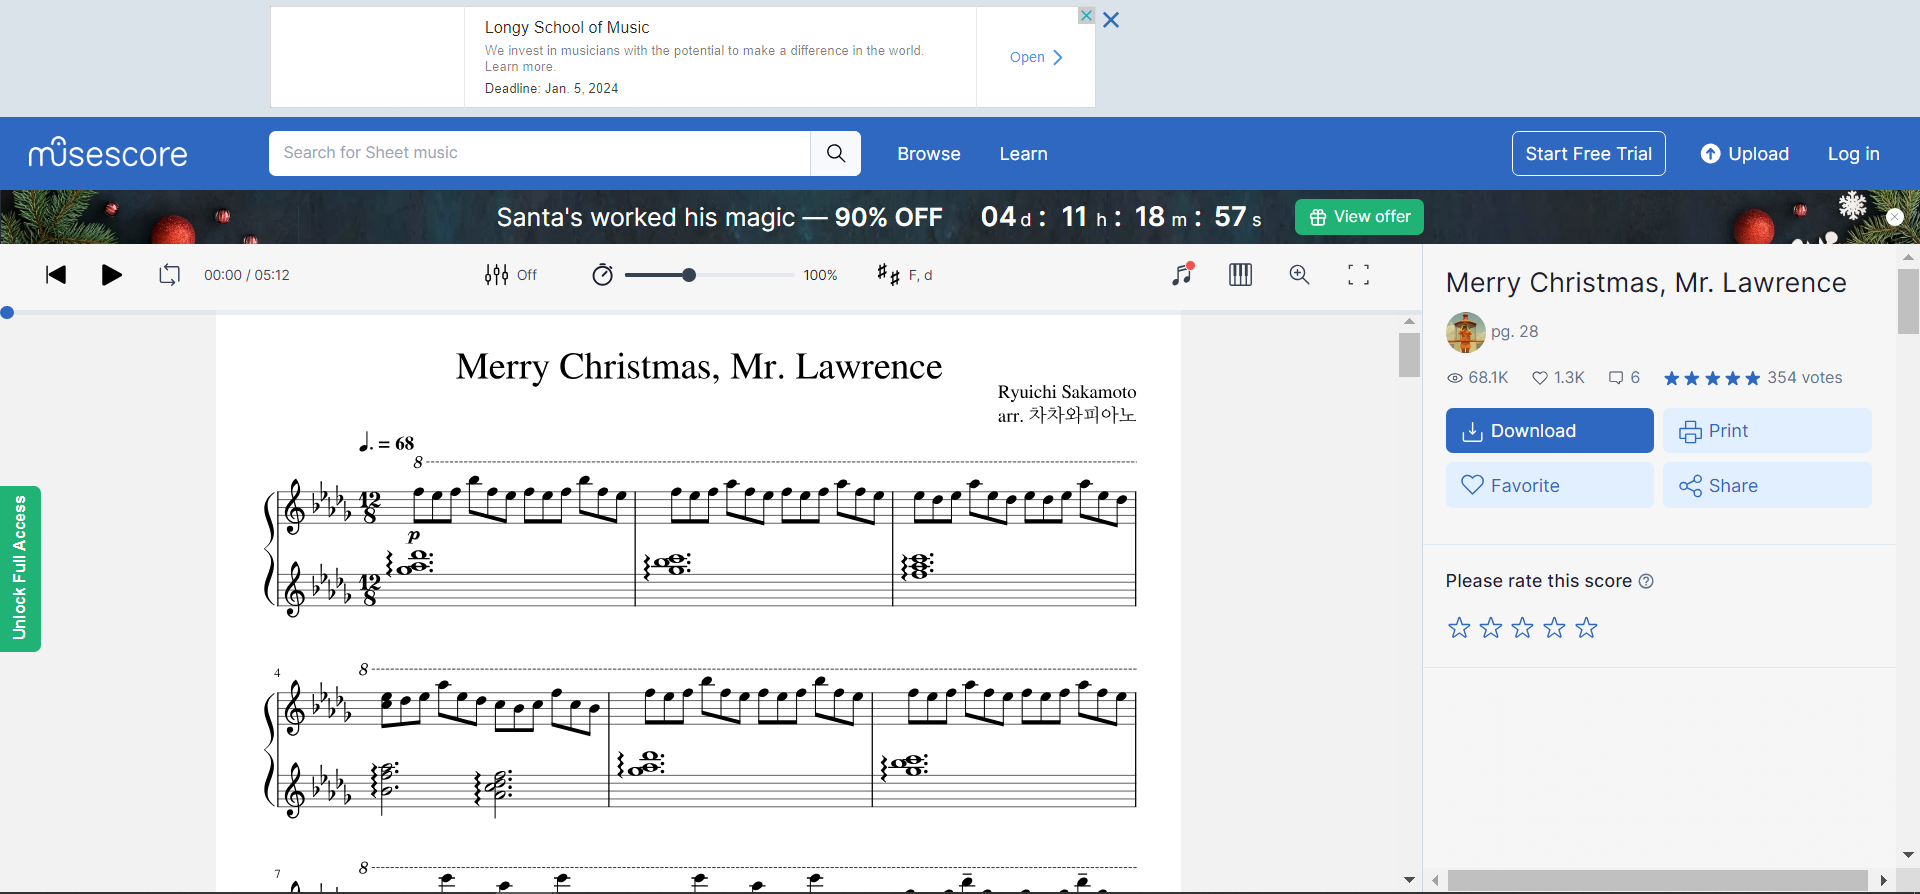 Longy School of Music
We invest in musicians with the potential to make a difference in the world.
Learn more.
Deadline: Jan. 5, 2024
Open
musescore
Search for Sheet music
Browse
Learn
Start Free Trial
Upload
Log in
Santa's worked his magic — 90% OFF
04 d : 11 h : 18 m : 57 s
View offer
00:00 / 05:12
Off
100%
F, d
Merry Christmas, Mr. Lawrence
pg. 28
68.1K
1.3K
6
354 votes
Download
Print
Favorite
Share
Please rate this score
Unlock Full Access
Merry Christmas, Mr. Lawrence
Ryuichi Sakamoto
arr. 차차와피아노
♩. = 68
8
12
8
p
12
8
4
8
7
8